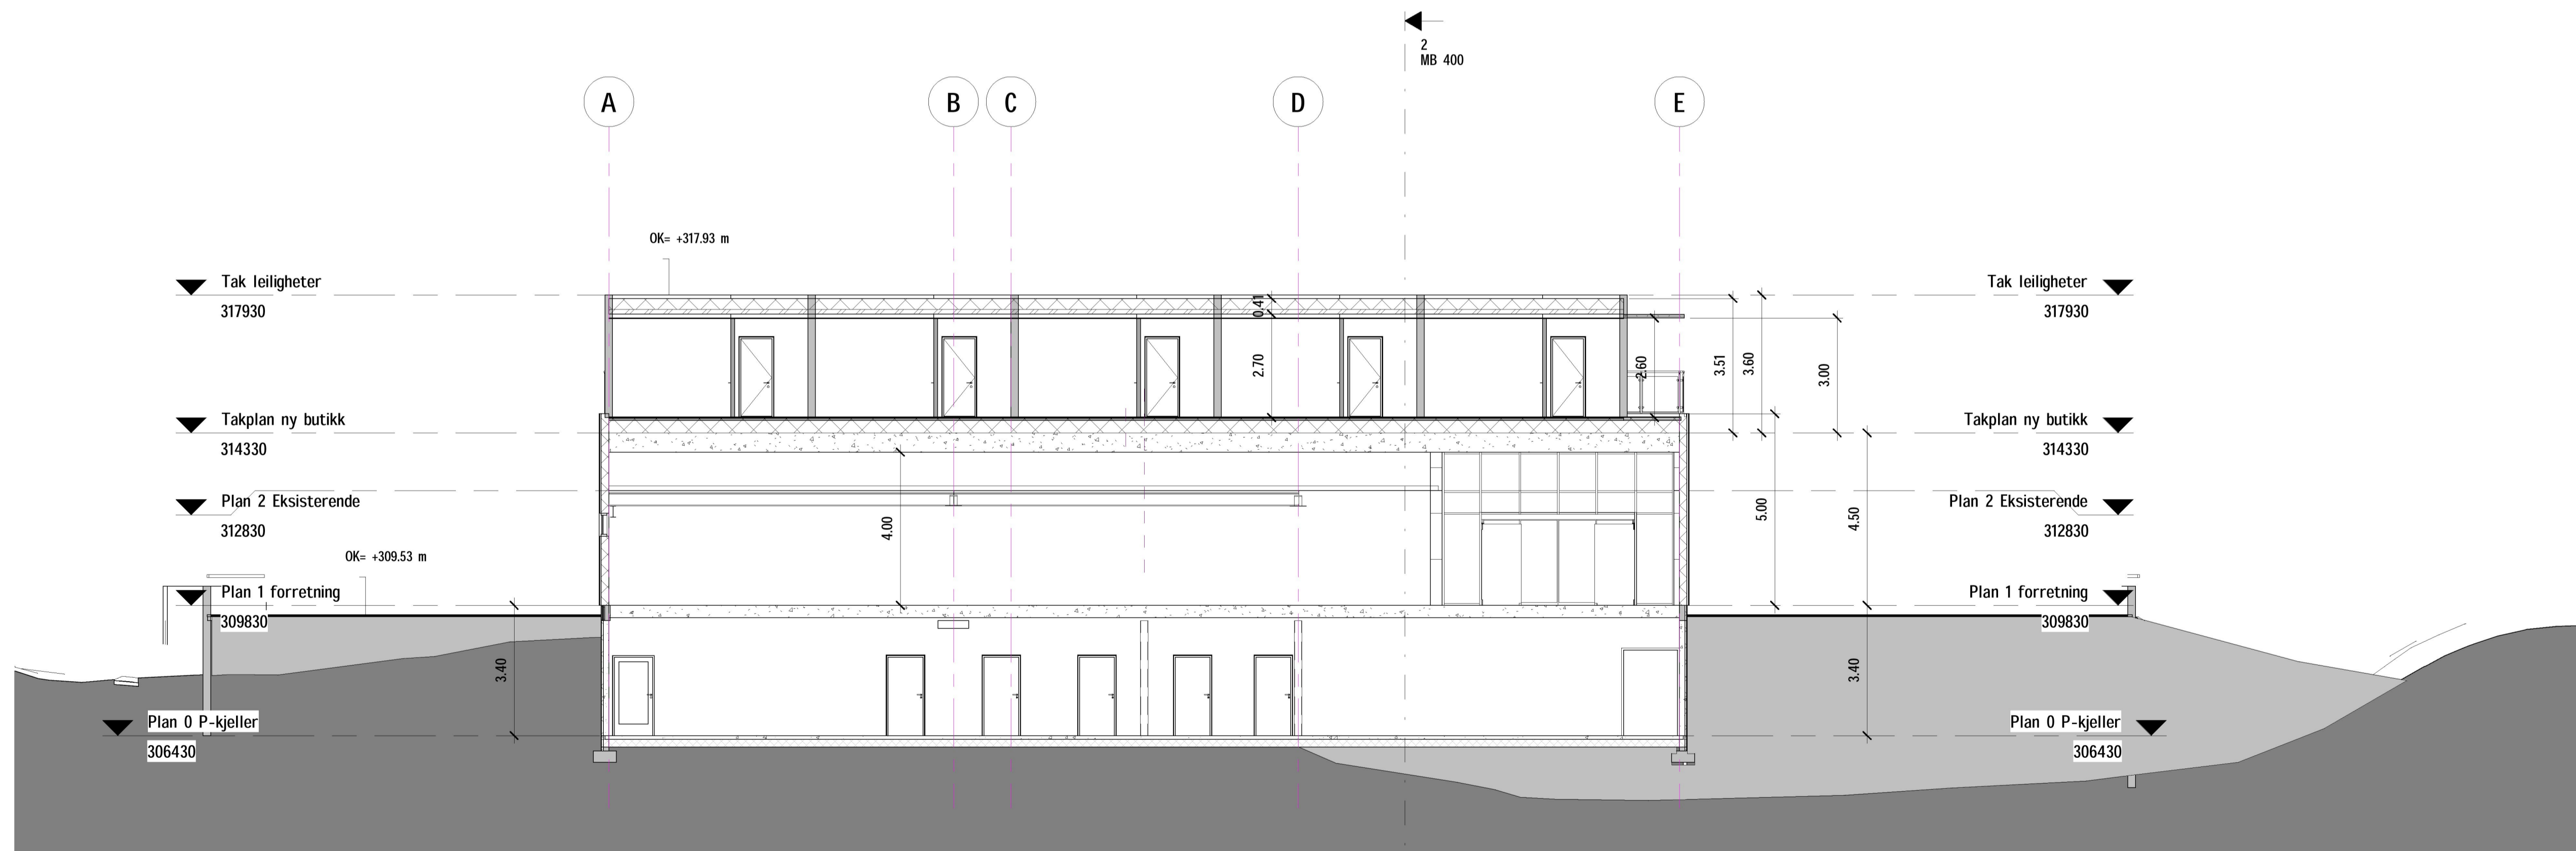 2
MB 400
A
B
C
D
E
OK= +317.93 m
Tak leiligheter
317930
Tak leiligheter
317930
0.41
2.70
2.60
3.51
3.60
3.00
Takplan ny butikk
314330
Takplan ny butikk
314330
Plan 2 Eksisterende
312830
Plan 2 Eksisterende
312830
4.00
5.00
4.50
OK= +309.53 m
Plan 1 forretning
309830
Plan 1 forretning
309830
3.40
3.40
Plan 0 P-kjeller
306430
Plan 0 P-kjeller
306430